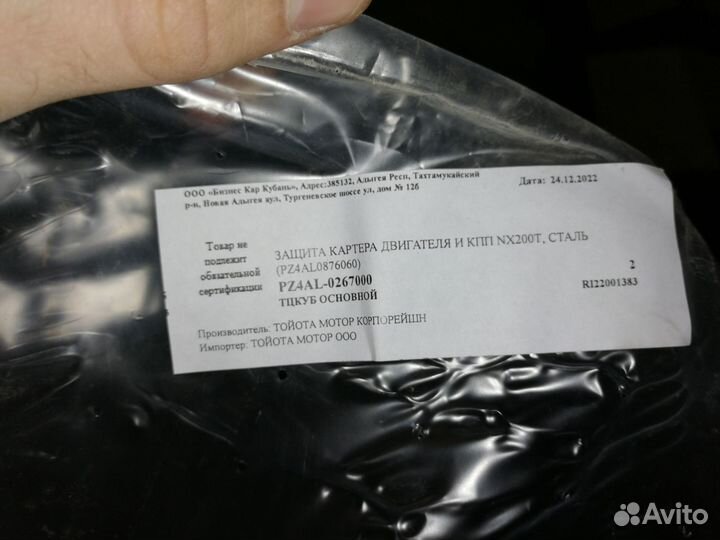 ООО «Бизнес Кар Кубань», Адрес:385132, Адыгея Респ, Тахтамукайский
р-н, Новая Адыгея аул, Тургеневское шоссе ул, дом № 12б
Дата: 24.12.2022
Товар не
подлежит
обязательной
сертификации
ЗАЩИТА КАРТЕРА ДВИГАТЕЛЯ И КПП NX200T, СТАЛЬ
(PZ4AL0876060)
PZ4AL-0267000
ТЦКУБ ОСНОВНОЙ
2
RI22001383
Производитель. ТОЙОТА МОТОР КОРПОРЕЙШН
Импортер. ТОЙОТА МОТОР ООО
Avito